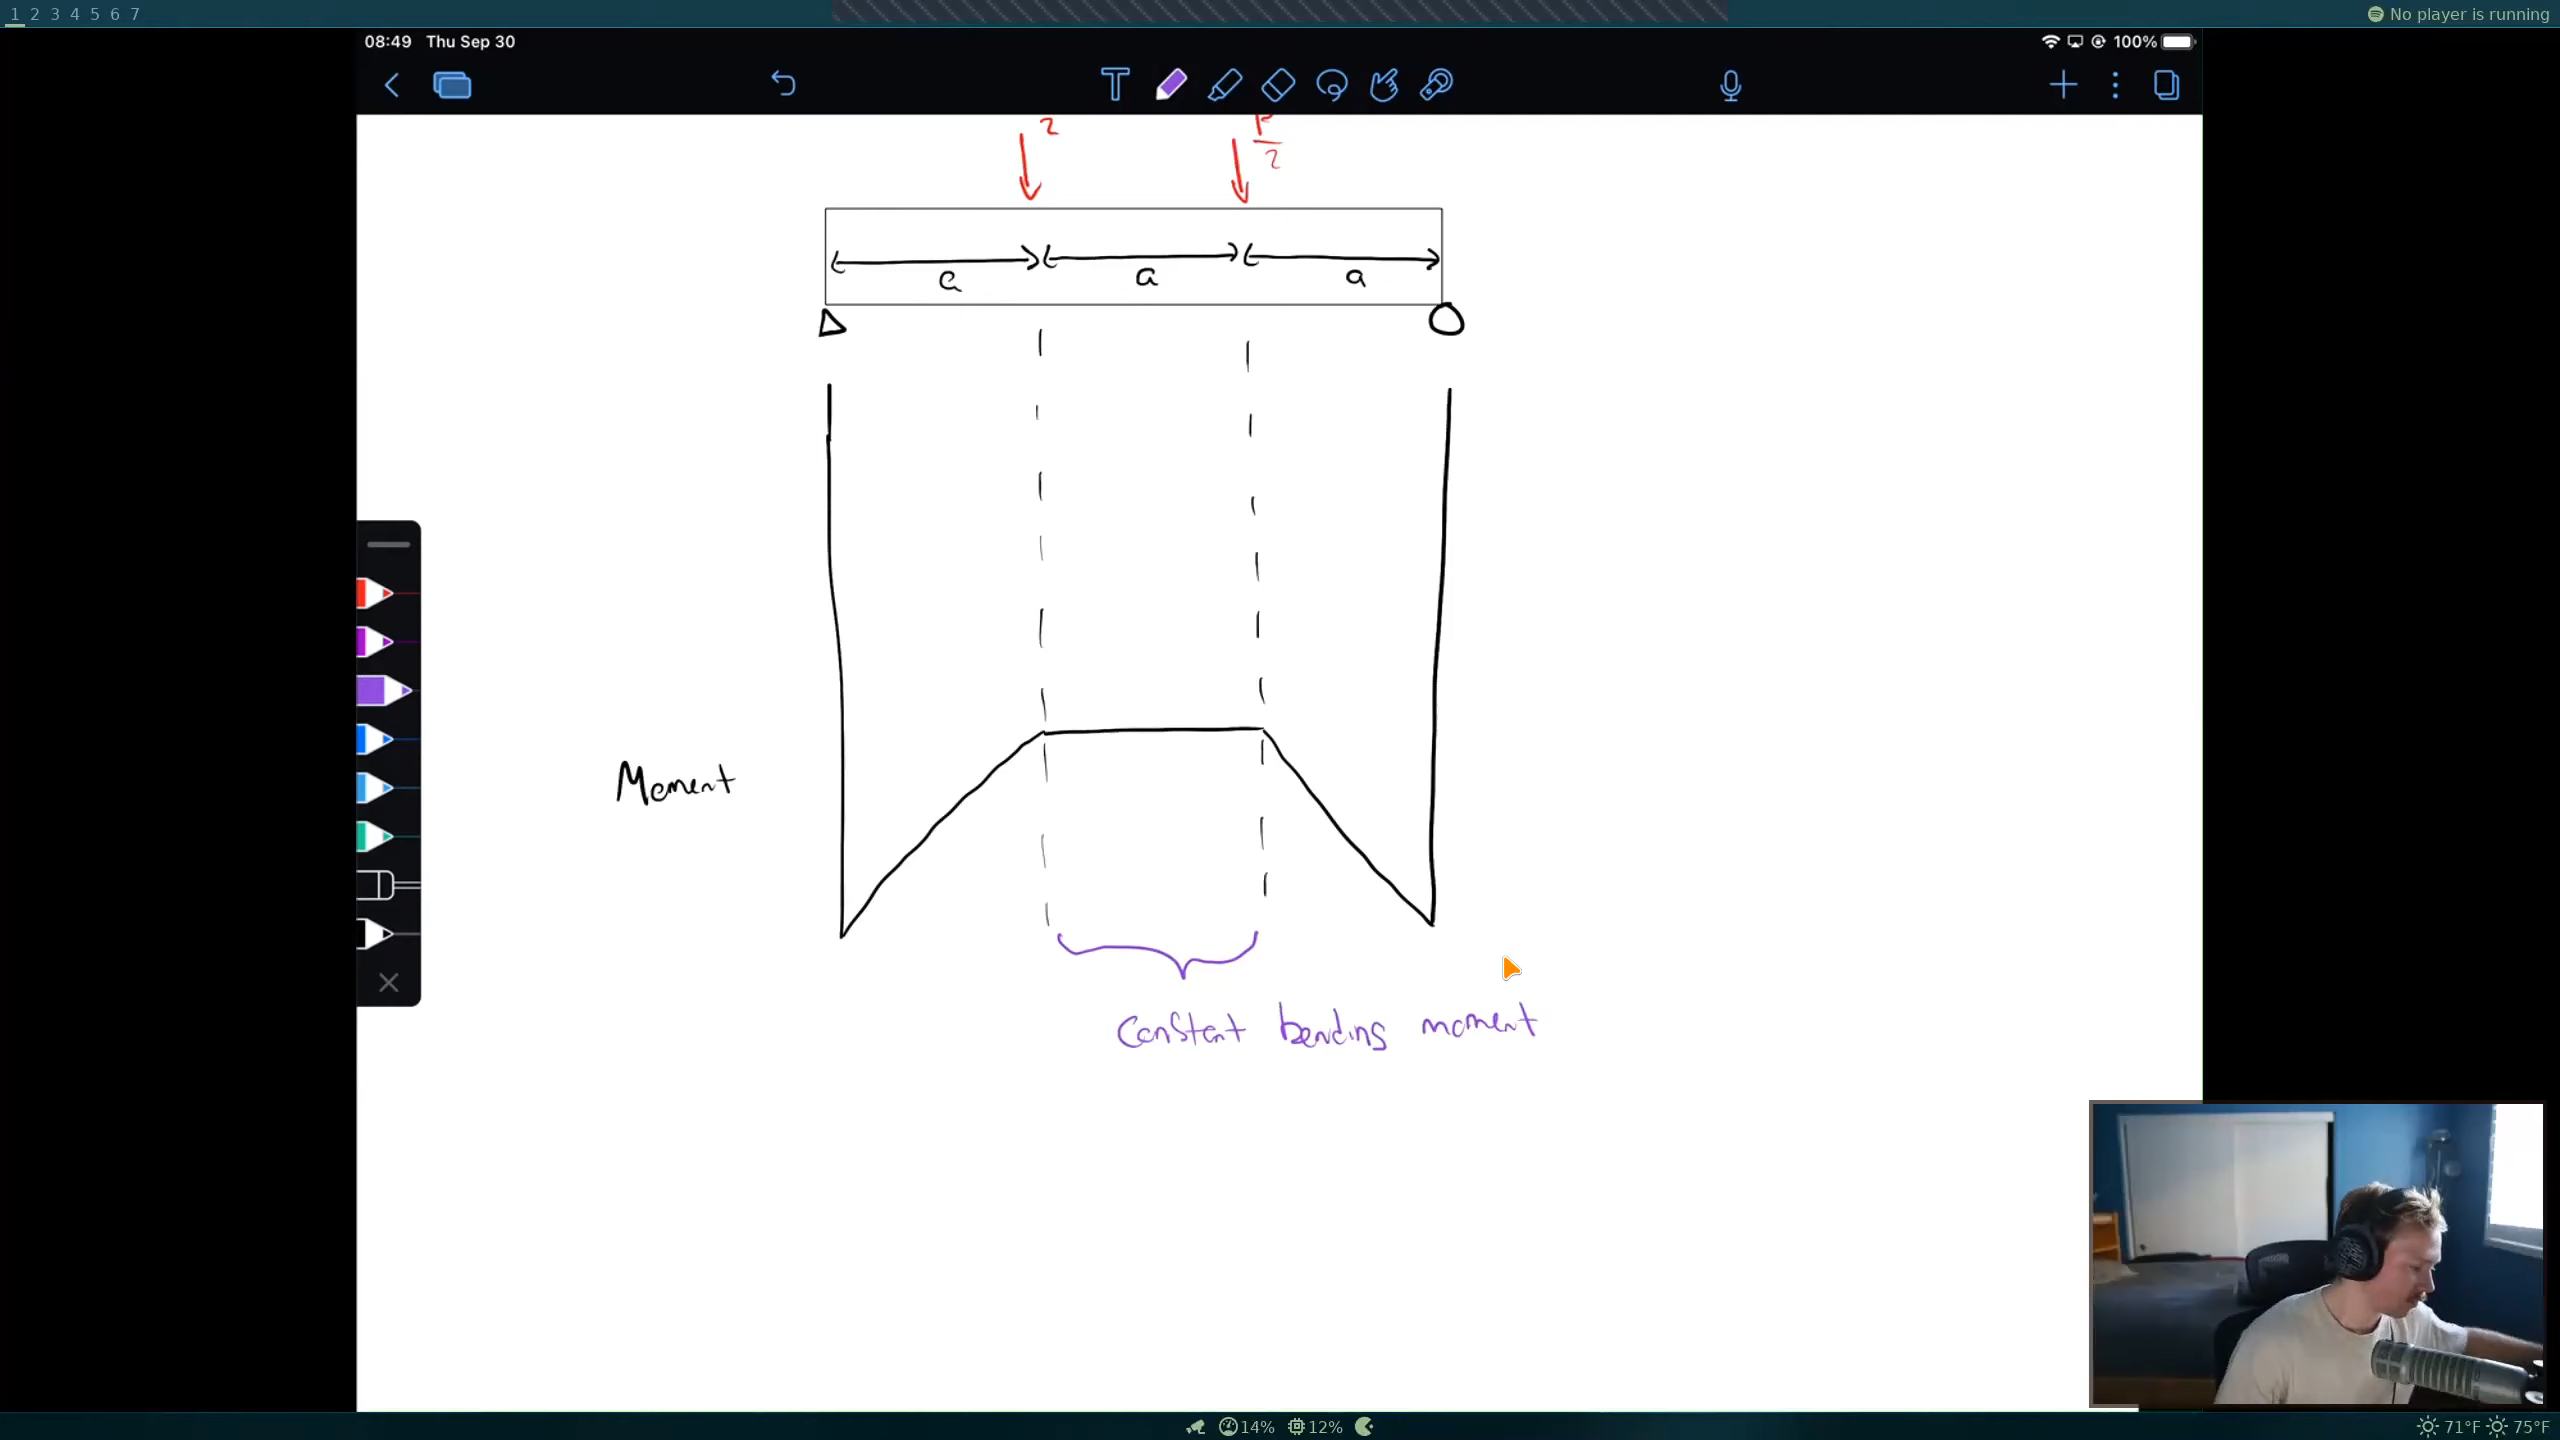 1 2 3 4 5 6 7
No player is running
08:49 Thu Sep 30
100%
T
2
P
2
a
a
a
Moment
Constant bending moment
14% 12%
71°F 75°F